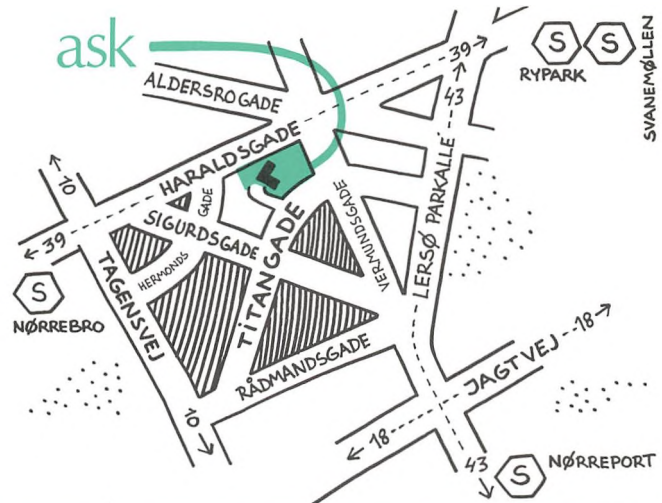 ask
ALDERSROGADE
39
43
S S
RYPARK
SVANEMØLLEN
10
HARALDSGADE
GADE
SIGURDSGADE
HERMONDS
TITANGADE
VERMUNDSGADE
LERSØ PARKALLÉ
39
S
NØRREBRO
TAGENSVEJ
RÅDMANDSGADE
JAGTVEJ
18
10
18
43
S
NØRREPORT